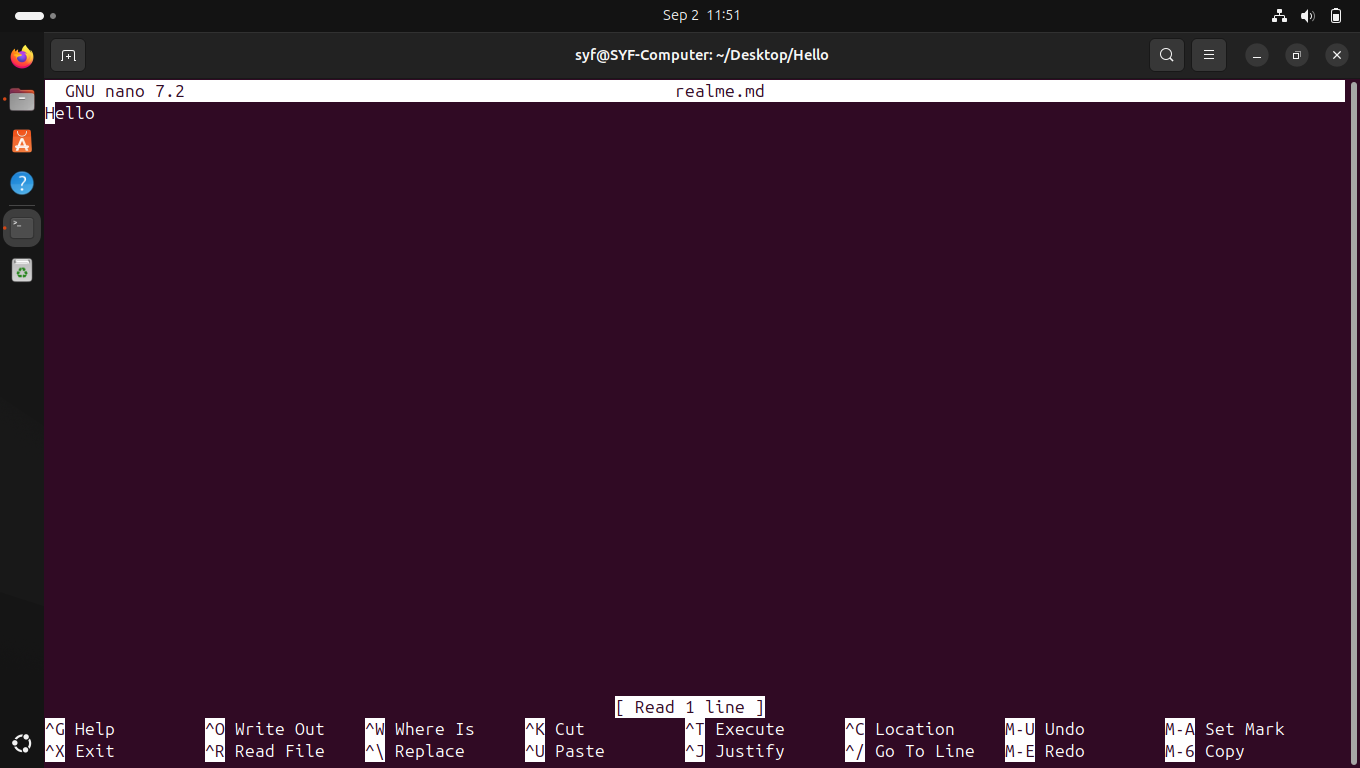 Sep 2 11:51
syf@SYF-Computer: ~/Desktop/Hello
GNU nano 7.2 realme.md
Hello
[ Read 1 line ]
^G Help ^O Write Out ^W Where Is ^K Cut ^T Execute ^C Location M-U Undo M-A Set Mark
^X Exit ^R Read File ^\ Replace ^U Paste ^J Justify ^/ Go To Line M-E Redo M-6 Copy